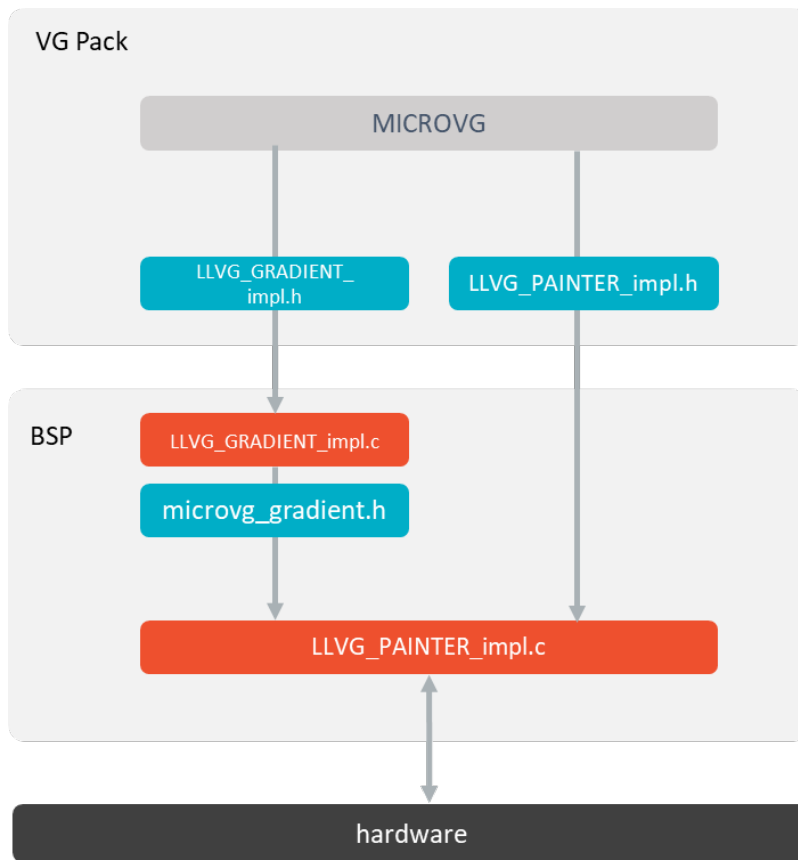 VG Pack
MICROVG
LLVG_GRADIENT_
impl.h
LLVG_PAINTER_impl.h
BSP
LLVG_GRADIENT_impl.c
microvg_gradient.h
LLVG_PAINTER_impl.c
hardware